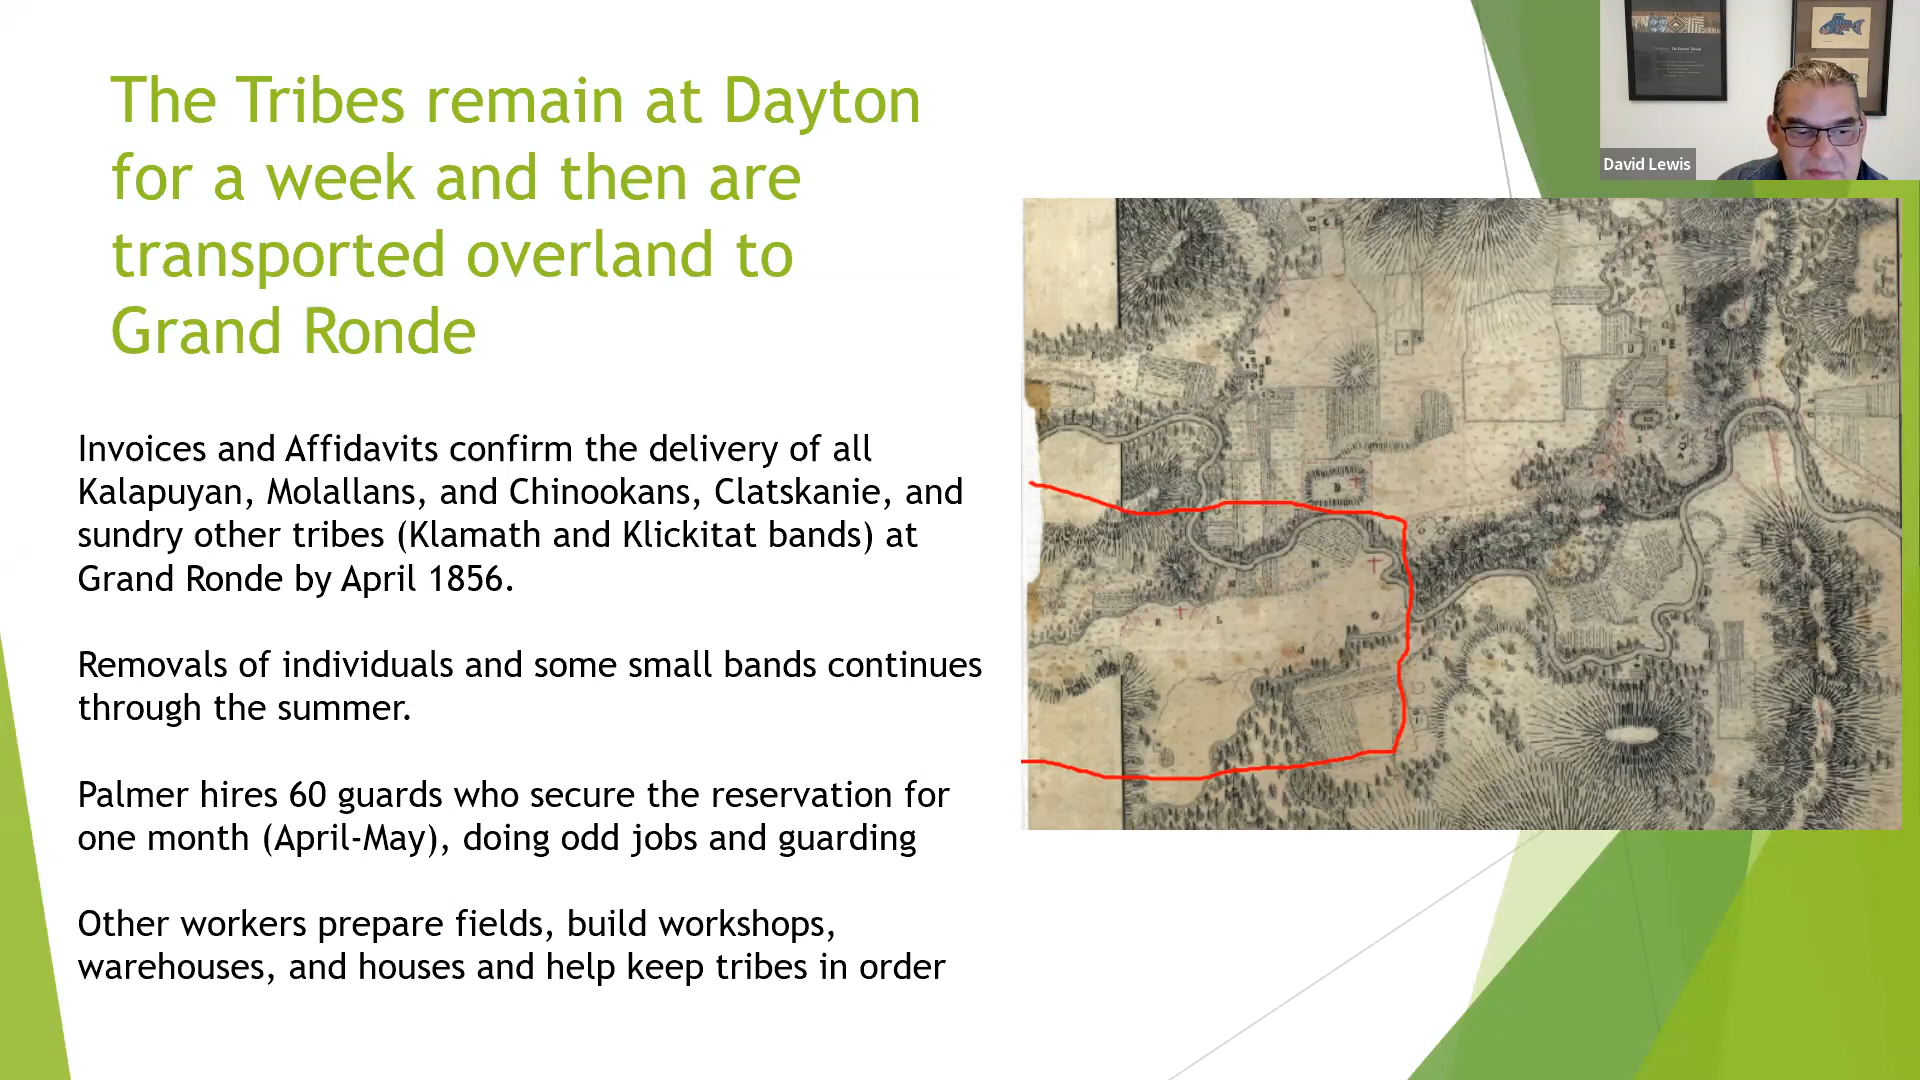 The Tribes remain at Dayton
for a week and then are
transported overland to
Grand Ronde
Invoices and Affidavits confirm the delivery of all
Kalapuyan, Molallans, and Chinookans, Clatskanie, and
sundry other tribes (Klamath and Klickitat bands) at
Grand Ronde by April 1856.
Removals of individuals and some small bands continues
through the summer.
Palmer hires 60 guards who secure the reservation for
one month (April-May), doing odd jobs and guarding
Other workers prepare fields, build workshops,
warehouses, and houses and help keep tribes in order
David Lewis